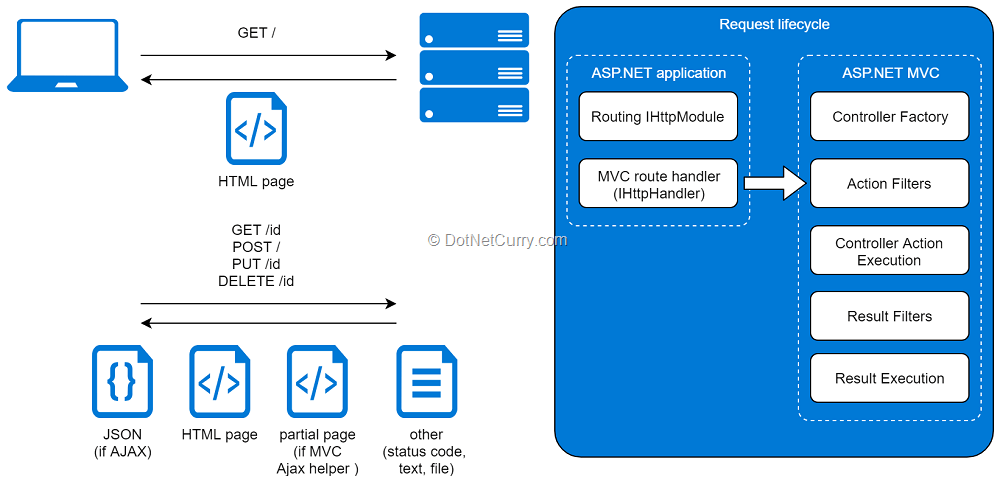 GET /
HTML page
GET /id
POST /
PUT /id
DELETE /id
JSON
(if AJAX)
HTML page
partial page
(if MVC
Ajax helper )
other
(status code,
text, file)
© DotNetCurry.com
Request lifecycle
ASP.NET application
Routing IHttpModule
MVC route handler
(IHttpHandler)
ASP.NET MVC
Controller Factory
Action Filters
Controller Action
Execution
Result Filters
Result Execution